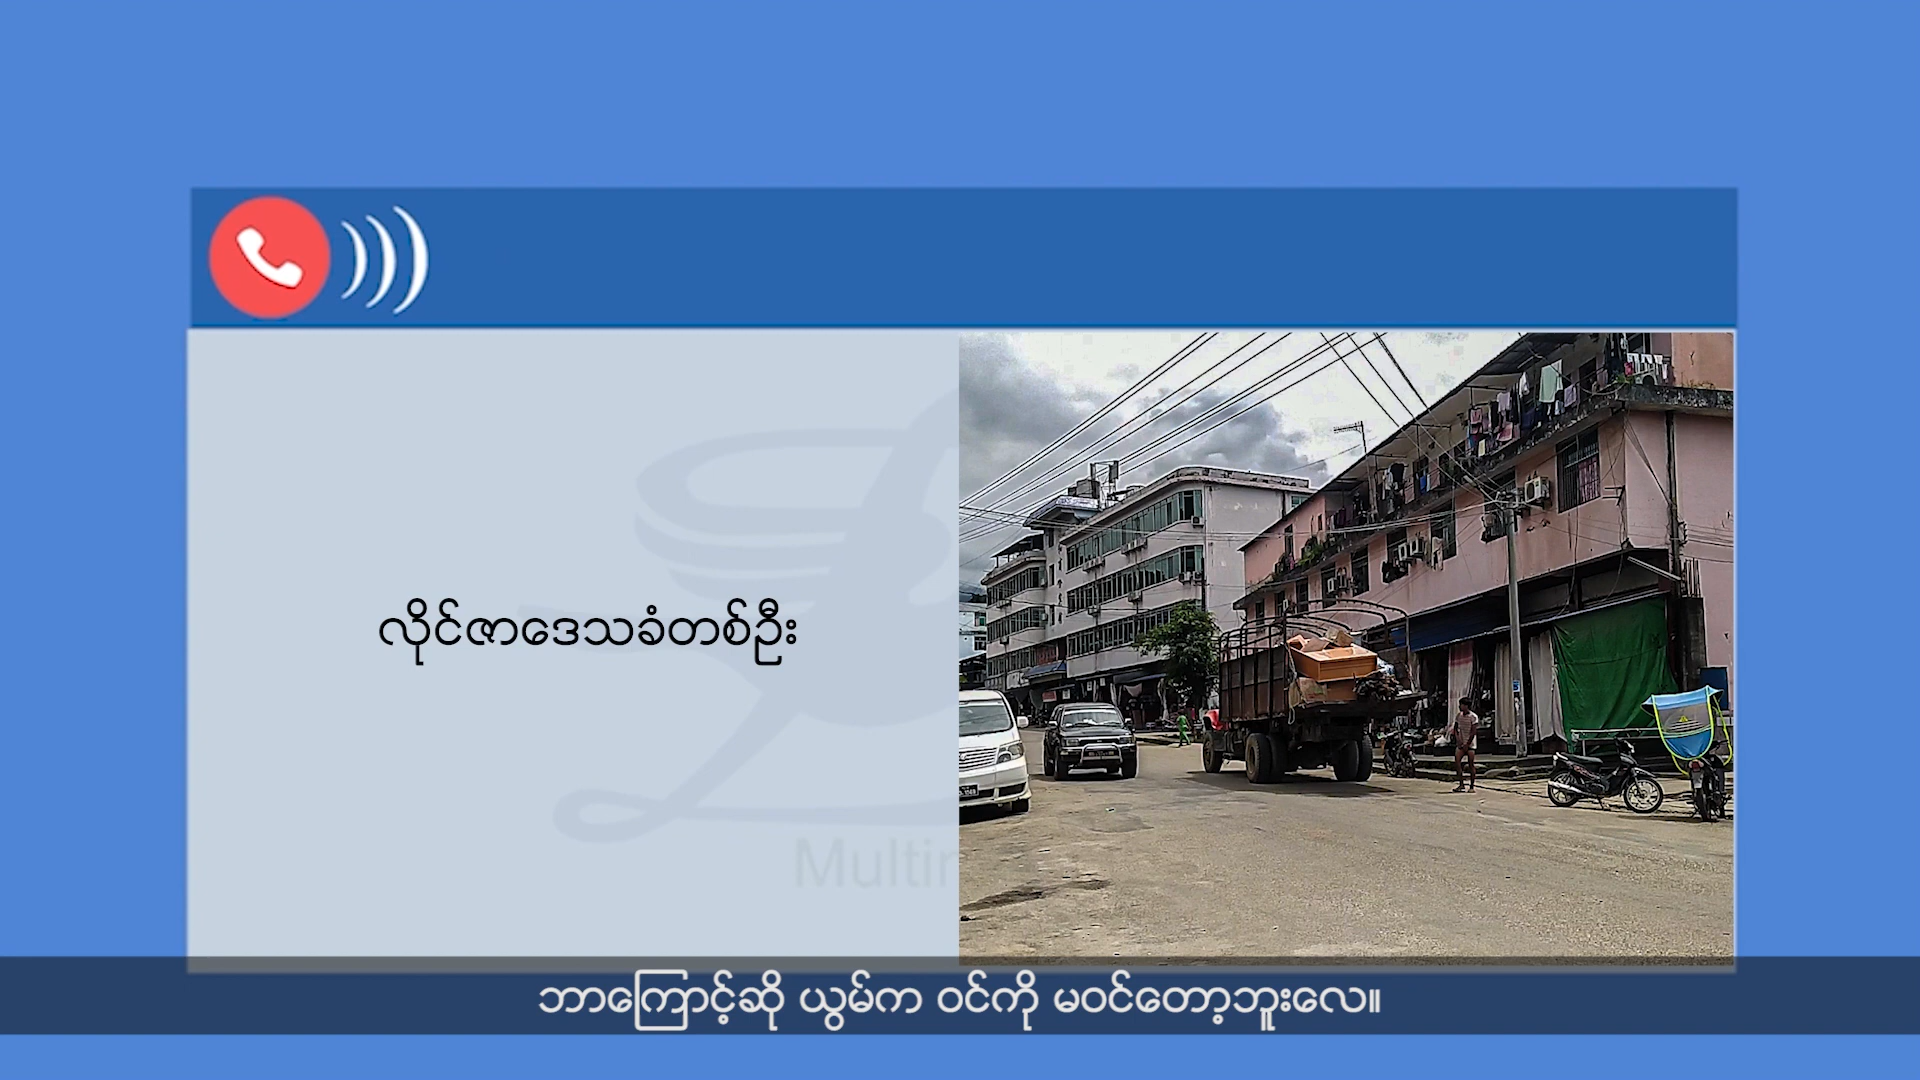 လိုင်ဇာဒေသခံတစ်ဦး
ဘာကြောင့်ဆို ယွမ်က ဝင်ကို မဝင်တော့ဘူးလေ။